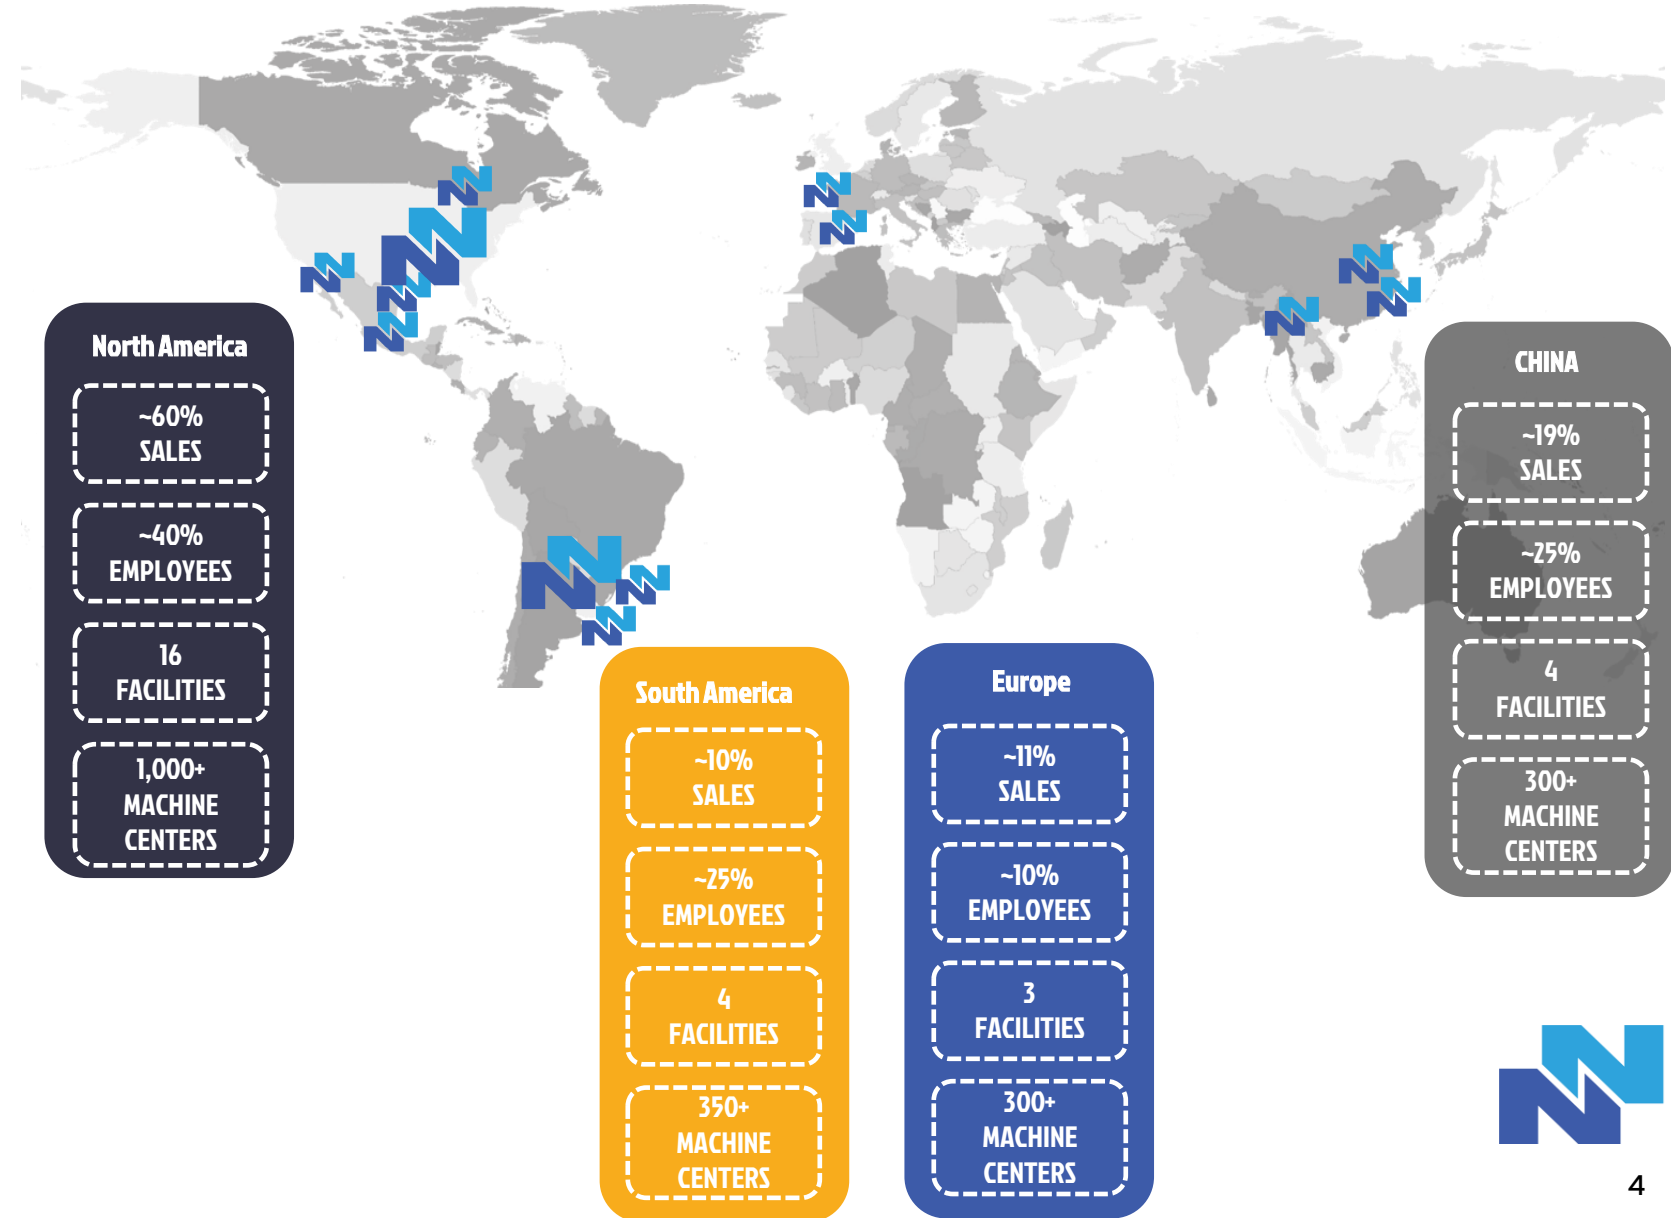 North America
~60%
SALES
~40%
EMPLOYEES
16
FACILITIES
1,000+
MACHINE
CENTERS
South America
~10%
SALES
~25%
EMPLOYEES
4
FACILITIES
350+
MACHINE
CENTERS
Europe
~11%
SALES
~10%
EMPLOYEES
3
FACILITIES
300+
MACHINE
CENTERS
CHINA
~19%
SALES
~25%
EMPLOYEES
4
FACILITIES
300+
MACHINE
CENTERS
NN
4